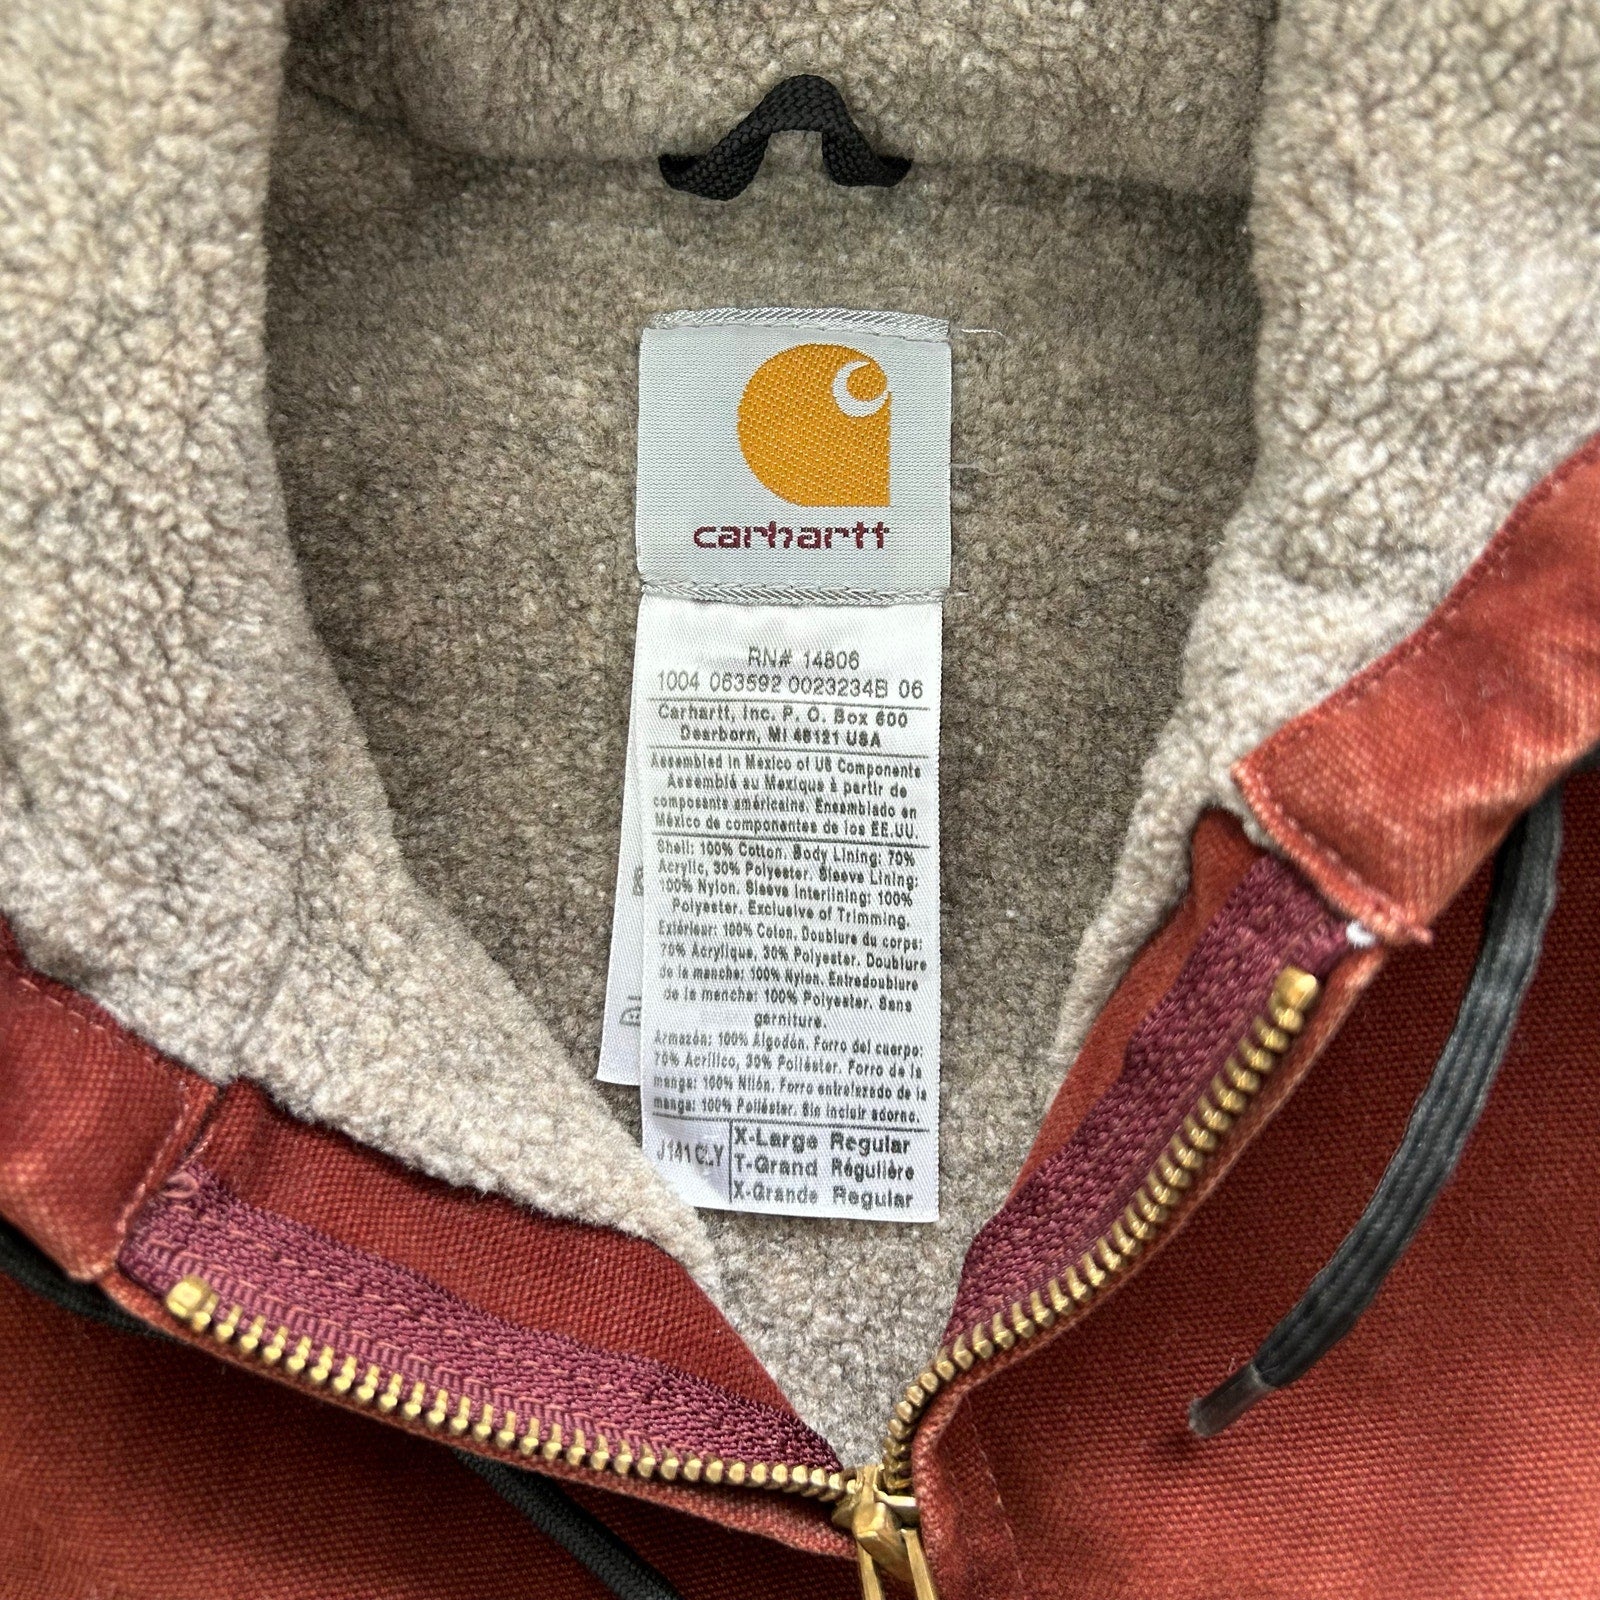 carhartt
RN# 14806
1004 063592 0023234B 06
Carhartt, Inc. P. O. Box 600
Dearborn, MI 48121 USA
Assembled in Mexico of US Components
Assemblé au Mexique à partir de
composants américains. Ensamblado en
México de componentes de los EE.UU.
Shell: 100% Cotton. Body Lining: 70%
Acrylic, 30% Polyester. Sleeve Lining:
100% Nylon. Sleeve Interlining: 100%
Polyester. Exclusive of Trimming.
Extérieur: 100% Coton. Doublure du corps:
70% Acrylique, 30% Polyester. Doublure
de la manche: 100% Nylon. Entredoublure
de la manche: 100% Polyester. Sans
garniture.
Armazón: 100% Algodón. Forro del cuerpo:
70% Acrílico, 30% Poliéster. Forro de la
manga: 100% Nilón. Forro entrelazado de la
manga: 100% Poliéster. Sin incluir adorno.
J141 CLY
X-Large Regular
T-Grand Régulière
X-Grande Regular